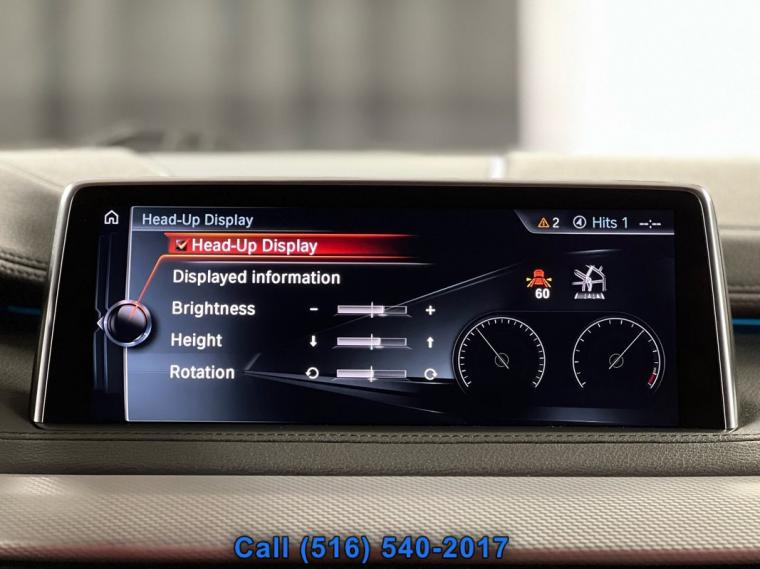 Head-Up Display
2 Hits 1 --:--
Head-Up Display
Displayed information
60
Brightness - +
Height
Rotation
Call (516) 540-2017